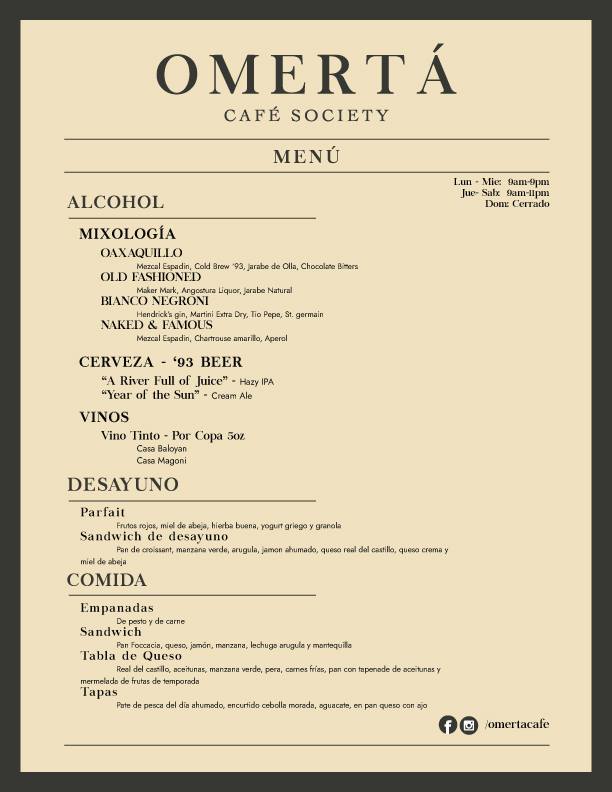 OMERTÁ
CAFÉ SOCIETY
MENÚ
Lun - Mie: 9am-9pm
Jue- Sab: 9am-11pm
Dom: Cerrado
ALCOHOL
MIXOLOGÍA
OAXAQUILLO
Mezcal Espadin, Cold Brew '93, Jarabe de Olla, Chocolate Bitters
OLD FASHIONED
Maker Mark, Angostura Liquor, Jarabe Natural
BIANCO NEGRONI
Hendrick's gin, Martini Extra Dry, Tio Pepe, St. germain
NAKED & FAMOUS
Mezcal Espadin, Chartrouse amarillo, Aperol
CERVEZA - ‘93 BEER
“A River Full of Juice” - Hazy IPA
“Year of the Sun” - Cream Ale
VINOS
Vino Tinto - Por Copa 5oz
Casa Baloyan
Casa Magoni
DESAYUNO
Parfait
Frutos rojos, miel de abeja, hierba buena, yogurt griego y granola
Sandwich de desayuno
Pan de croissant, manzana verde, arugula, jamon ahumado, queso real del castillo, queso crema y
miel de abeja
COMIDA
Empanadas
De pesto y de carne
Sandwich
Pan Foccacia, queso, jamón, manzana, lechuga arugula y mantequilla
Tabla de Queso
Real del castillo, aceitunas, manzana verde, pera, carnes frías, pan con tapenade de aceitunas y
mermelada de frutas de temporada
Tapas
Pate de pesca del día ahumado, encurtido cebolla morada, aguacate, en pan queso con ajo
/omertacafe